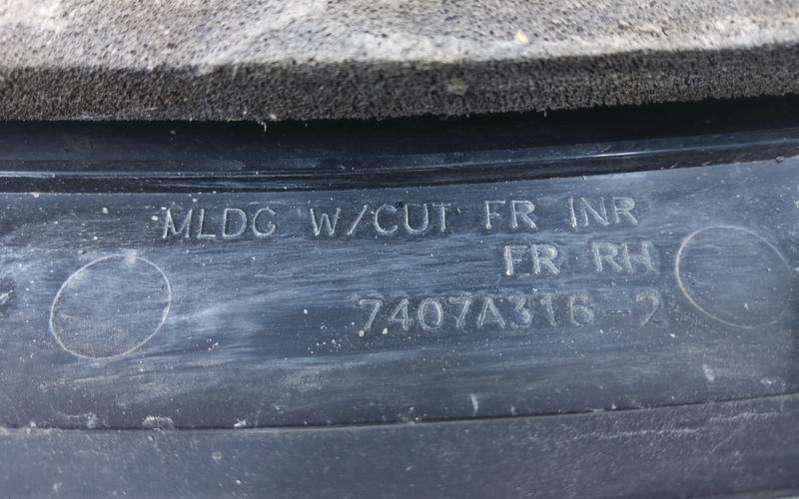 MLDG W/CUT FR INR
FR RH
7407A316 2